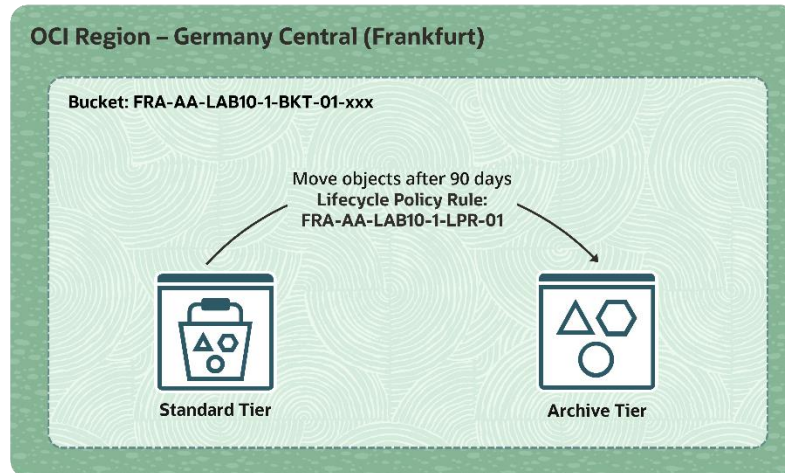 OCI Region – Germany Central (Frankfurt)
Bucket: FRA-AA-LAB10-1-BKT-01-xxx
Move objects after 90 days
Lifecycle Policy Rule:
FRA-AA-LAB10-1-LPR-01
Standard Tier
Archive Tier